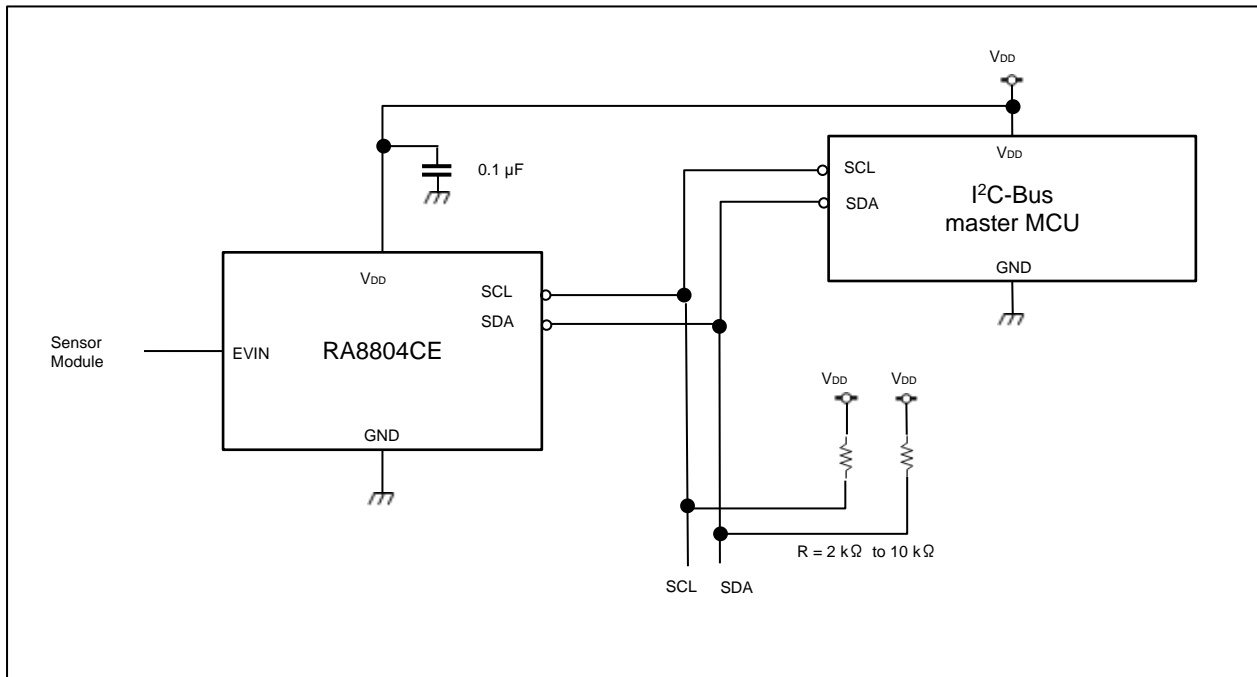 VDD
0.1 µF
VDD
SCL
SDA
I²C-Bus
master MCU
GND
VDD
SCL
SDA
Sensor
Module
EVIN
RA8804CE
GND
VDD
VDD
R = 2 kΩ to 10 kΩ
SCL
SDA